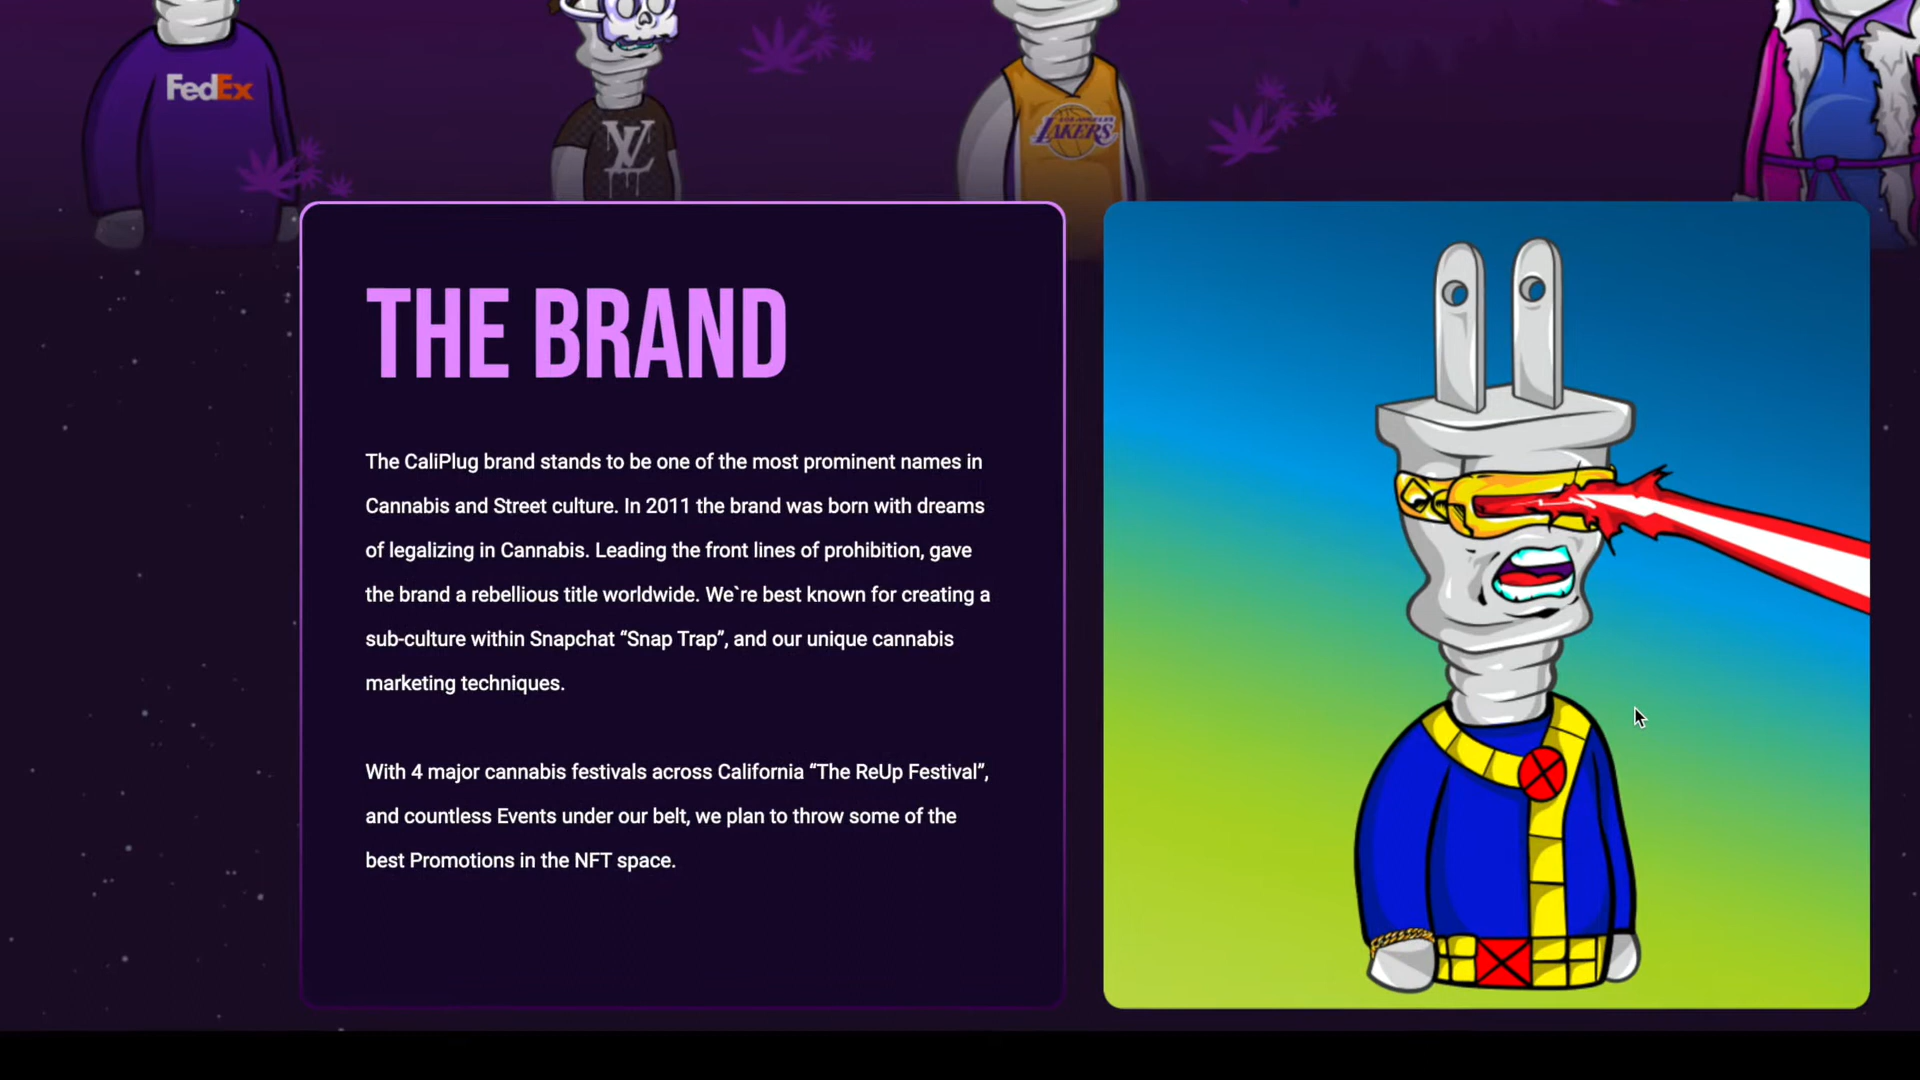 FedEx
LV
LOS ANGELES
LAKERS
THE BRAND
The CaliPlug brand stands to be one of the most prominent names in
Cannabis and Street culture. In 2011 the brand was born with dreams
of legalizing in Cannabis. Leading the front lines of prohibition, gave
the brand a rebellious title worldwide. We`re best known for creating a
sub-culture within Snapchat “Snap Trap”, and our unique cannabis
marketing techniques.
With 4 major cannabis festivals across California “The ReUp Festival”,
and countless Events under our belt, we plan to throw some of the
best Promotions in the NFT space.